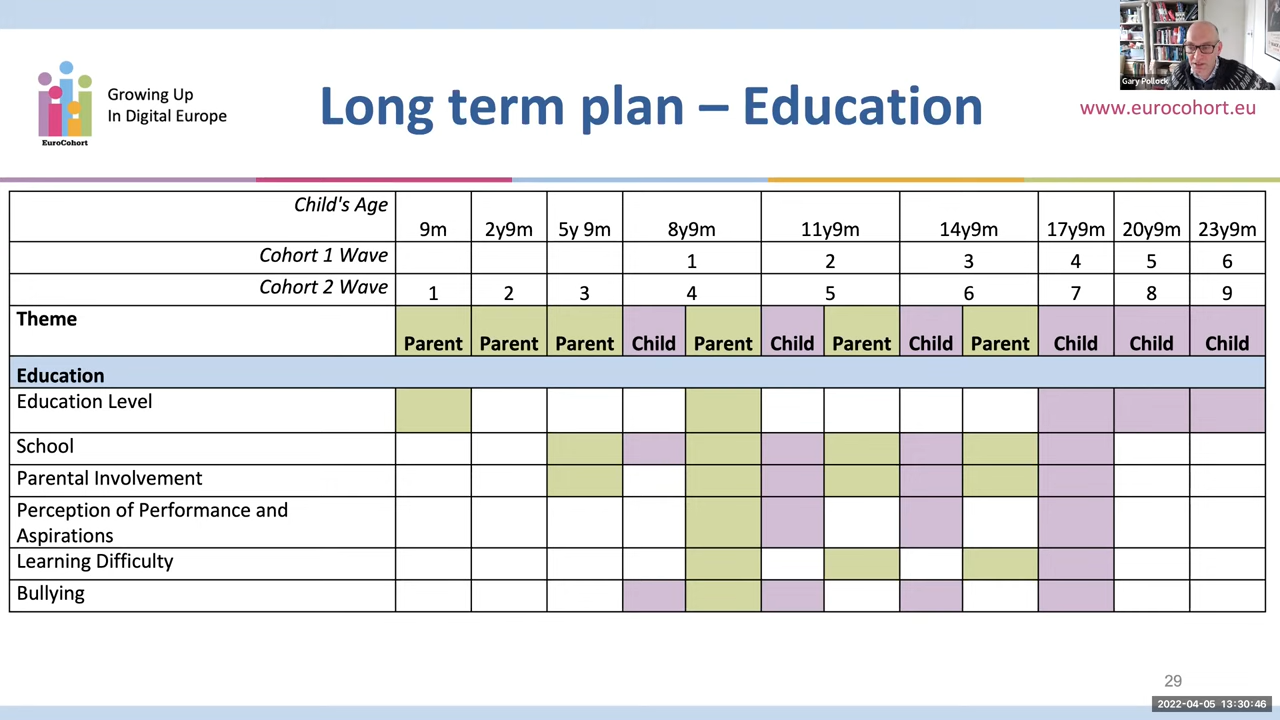 Growing Up
In Digital Europe
EuroCohort
Long term plan – Education
Gary Pollock
www.eurocohort.eu
Child's Age 9m 2y9m 5y 9m 8y9m 11y9m 14y9m 17y9m 20y9m 23y9m
Cohort 1 Wave 1 2 3 4 5 6
Cohort 2 Wave 1 2 3 4 5 6 7 8 9
Theme Parent Parent Parent Child Parent Child Parent Child Parent Child Child Child
Education
Education Level
School
Parental Involvement
Perception of Performance and
Aspirations
Learning Difficulty
Bullying
29
2022-04-05 13:30:46